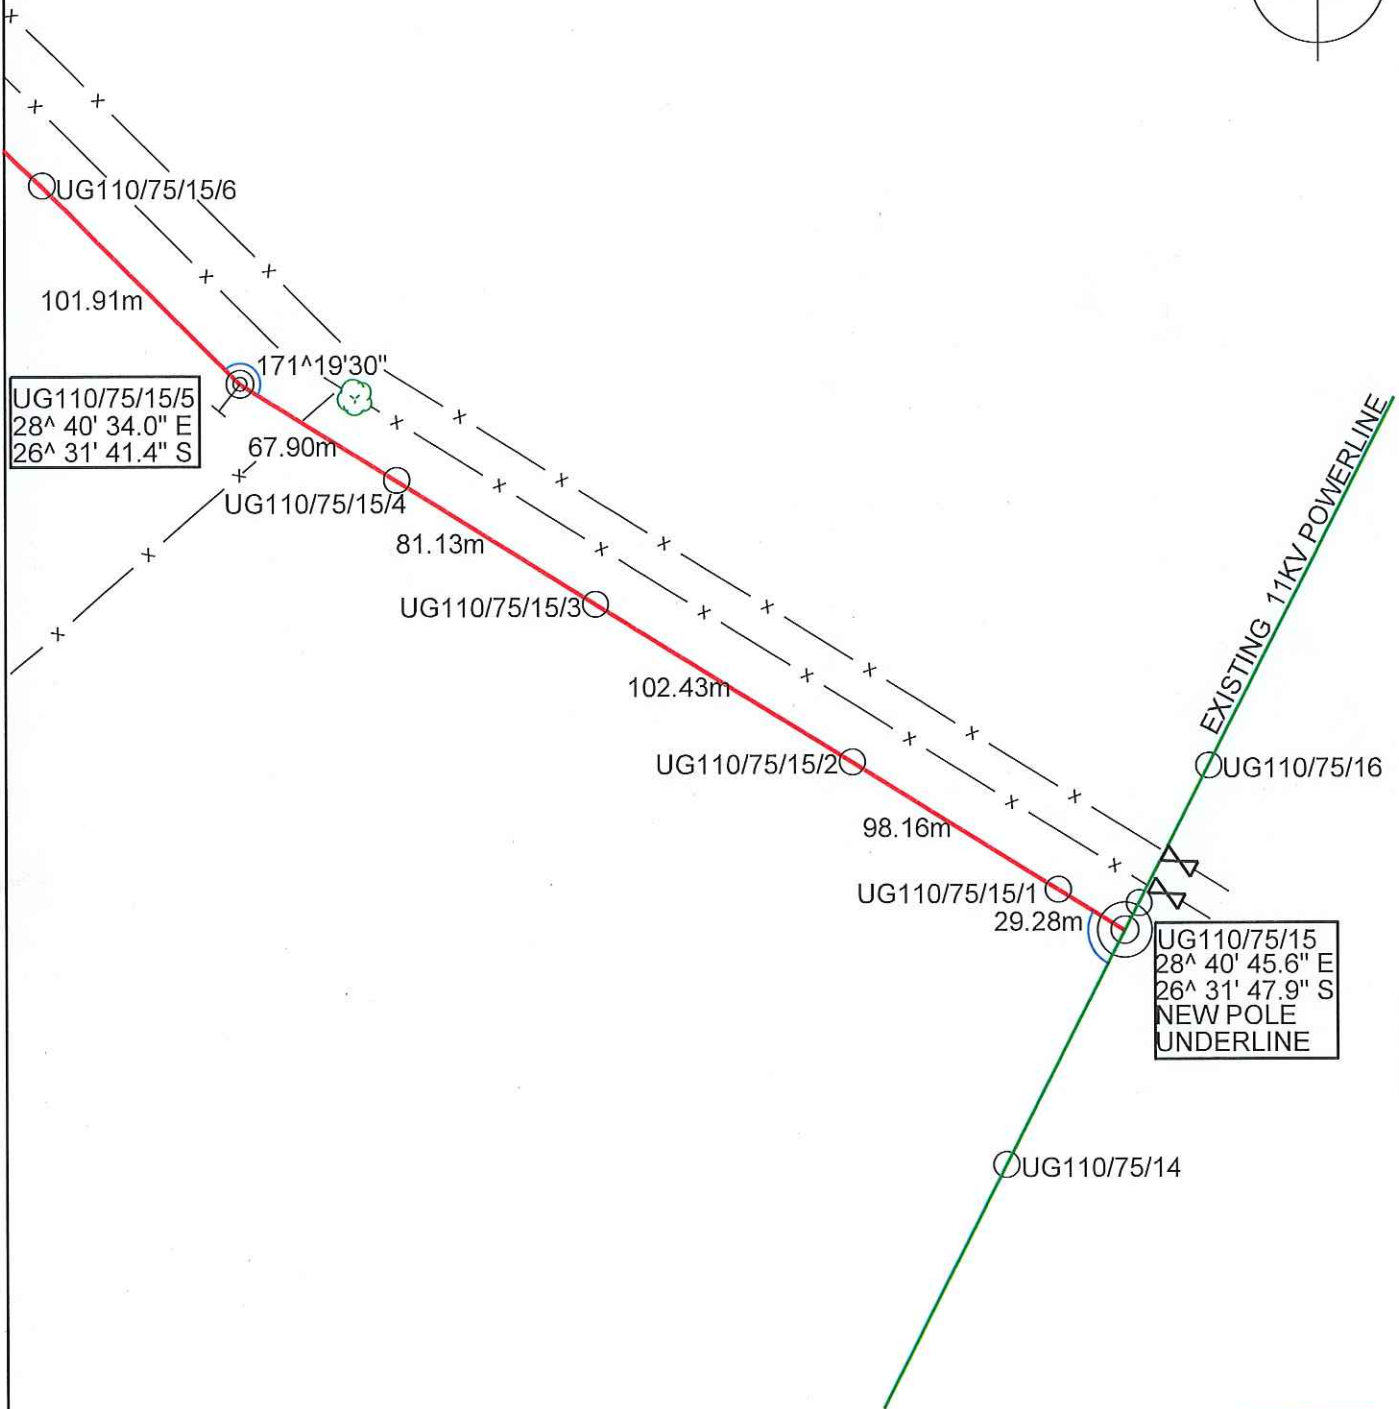 UG110/75/15/6
101.91m
171^19'30"
UG110/75/15/5
28^ 40' 34.0" E
26^ 31' 41.4" S
67.90m
UG110/75/15/4
81.13m
UG110/75/15/3
102.43m
UG110/75/15/2
EXISTING 11KV POWERLINE
UG110/75/16
98.16m
UG110/75/15/1
29.28m
UG110/75/15
28^ 40' 45.6" E
26^ 31' 47.9" S
NEW POLE
UNDERLINE
UG110/75/14